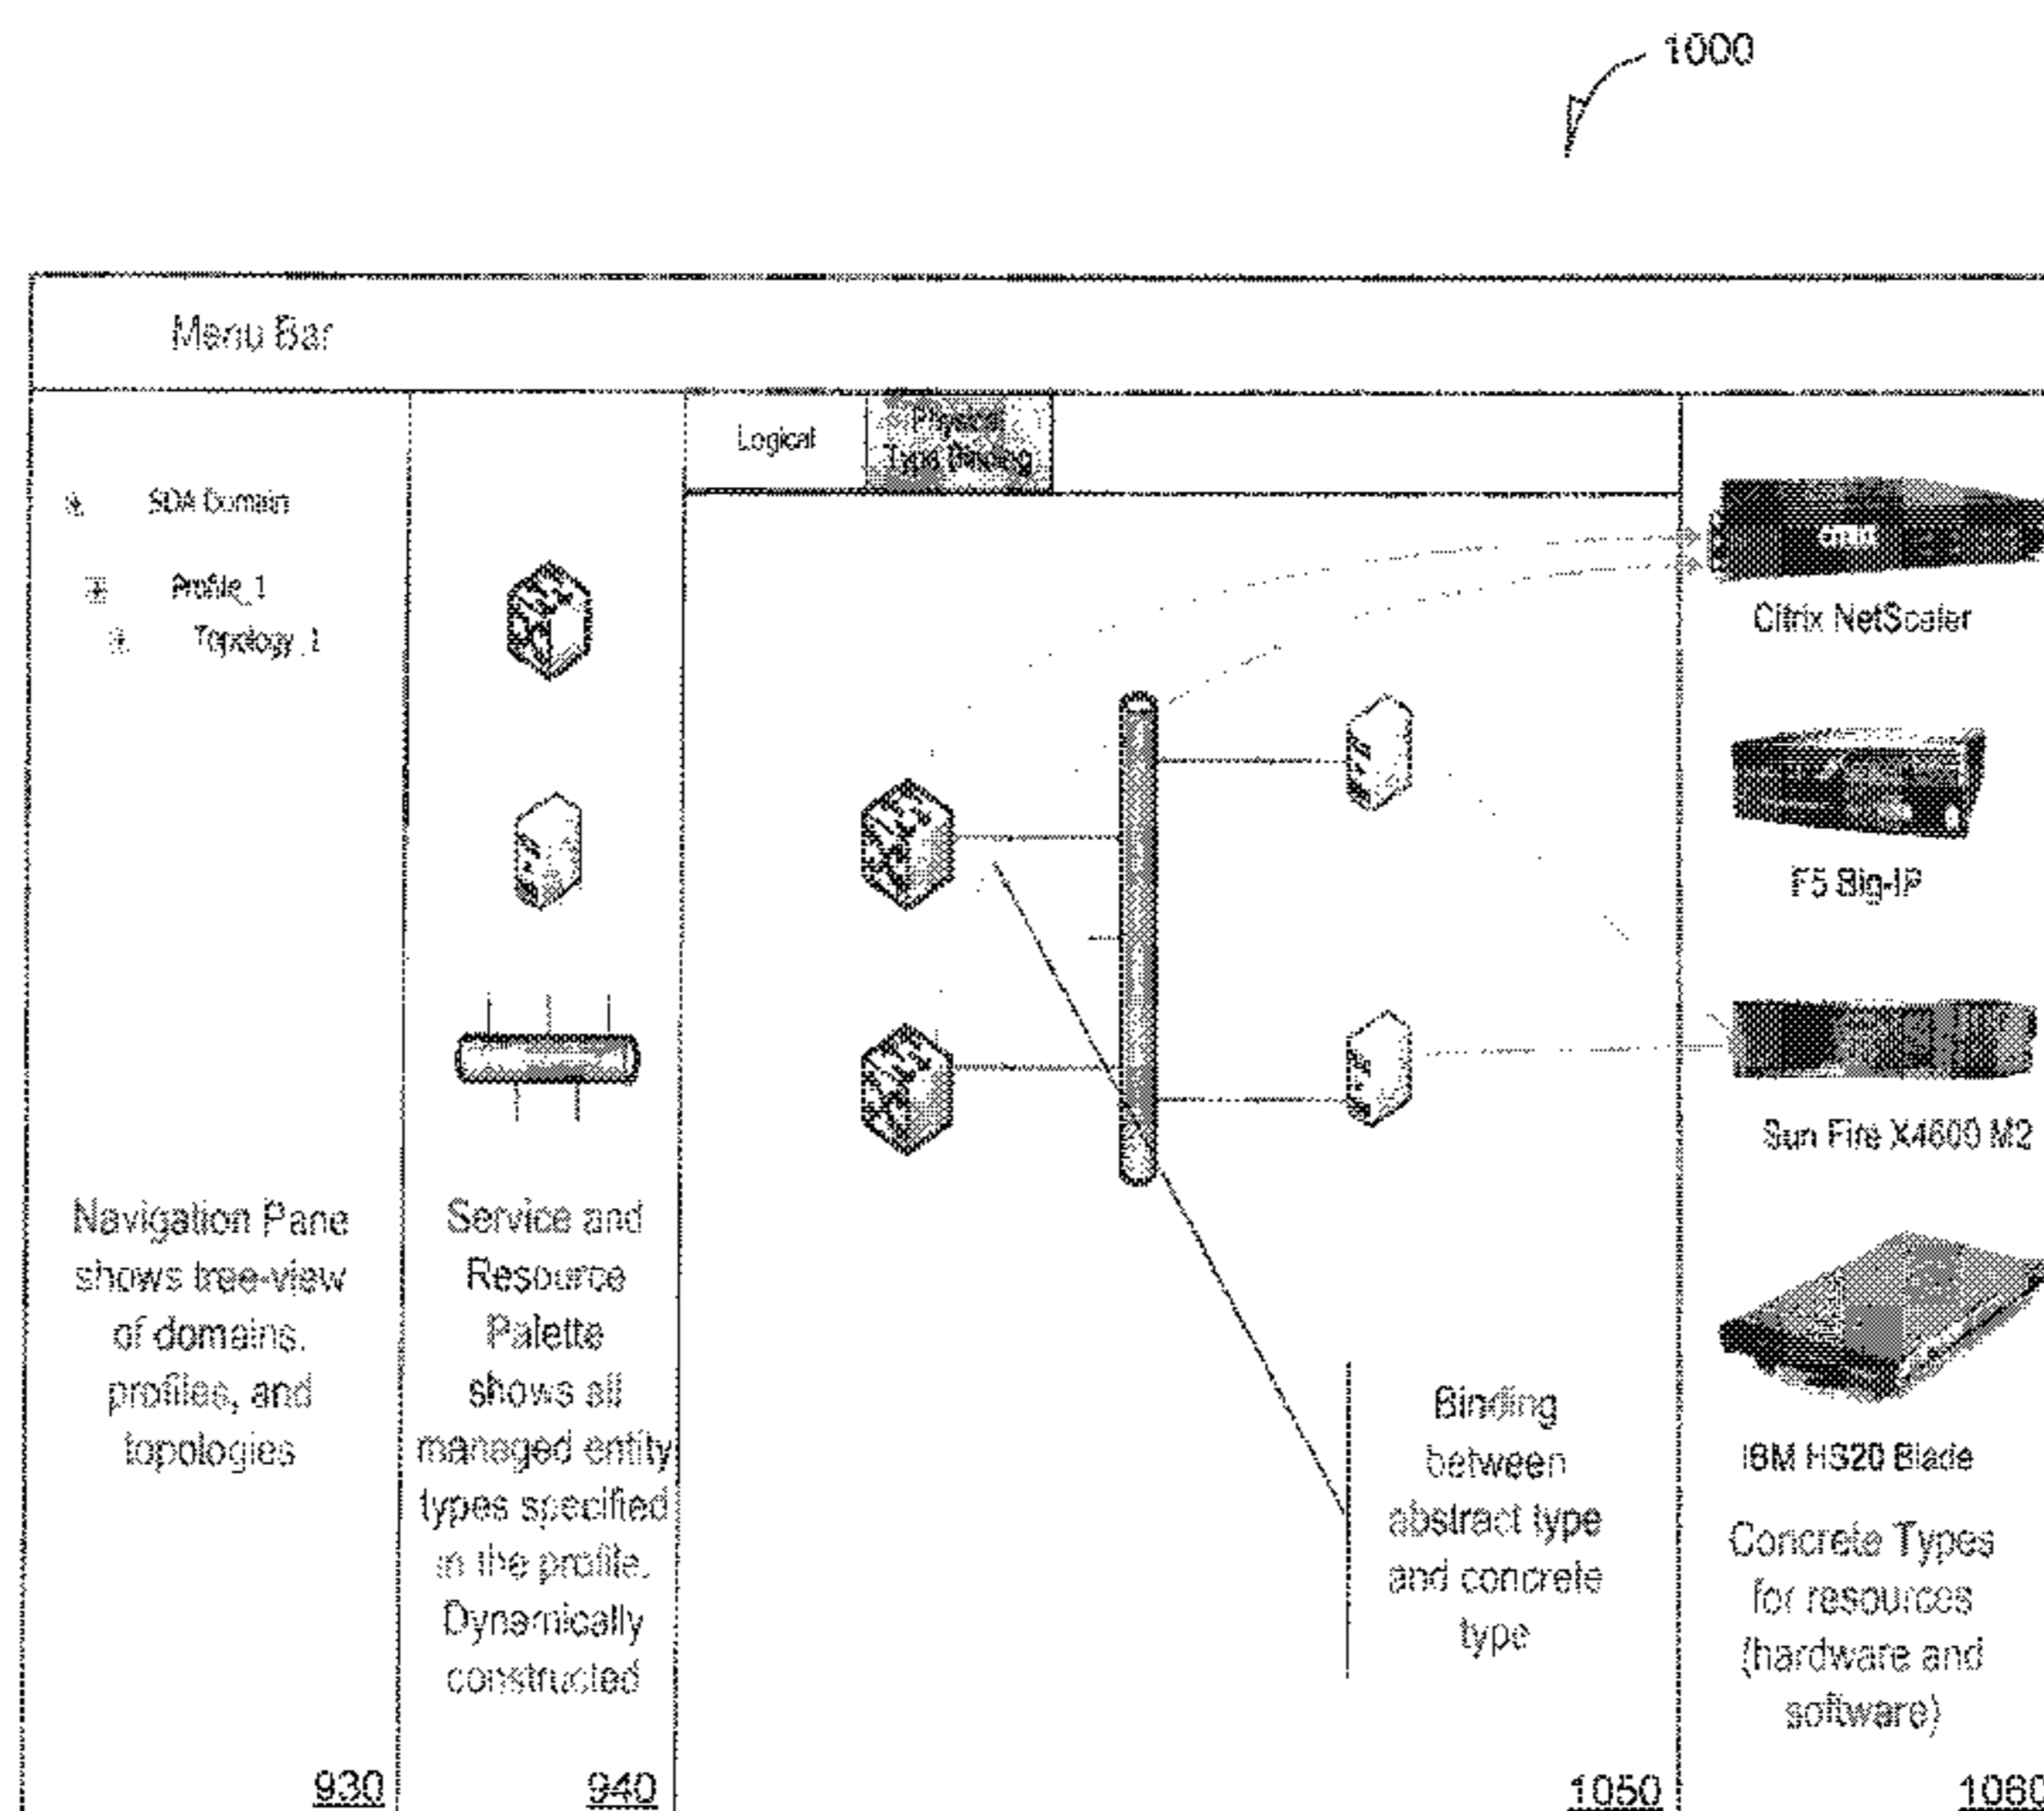 1000
Menu Bar
Logical
Physical
Type Binding
SDA Domain
Profile_1
Topology_1
citrix
Citrix NetScaler
F5 Big-IP
Sun Fire X4600 M2
IBM HS20 Blade
Navigation Pane
shows tree-view
of domains,
profiles, and
topologies
Service and
Resource
Palette
shows all
managed entity
types specified
in the profile.
Dynamically
constructed
Binding
between
abstract type
and concrete
type
Concrete Types
for resources
(hardware and
software)
930
940
1050
1060